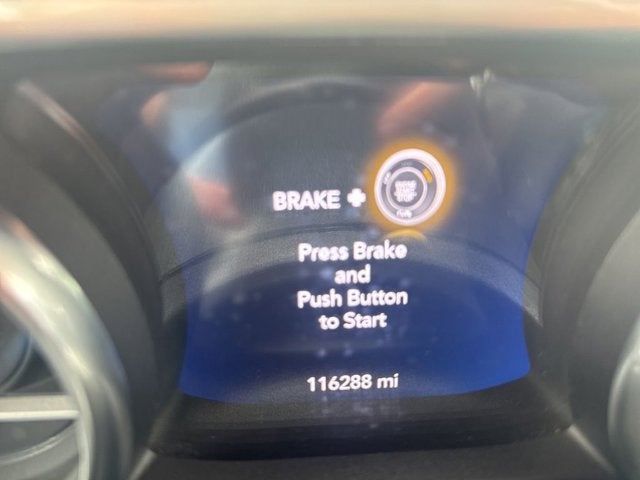 BRAKE +
Press Brake
and
Push Button
to Start
116288 mi